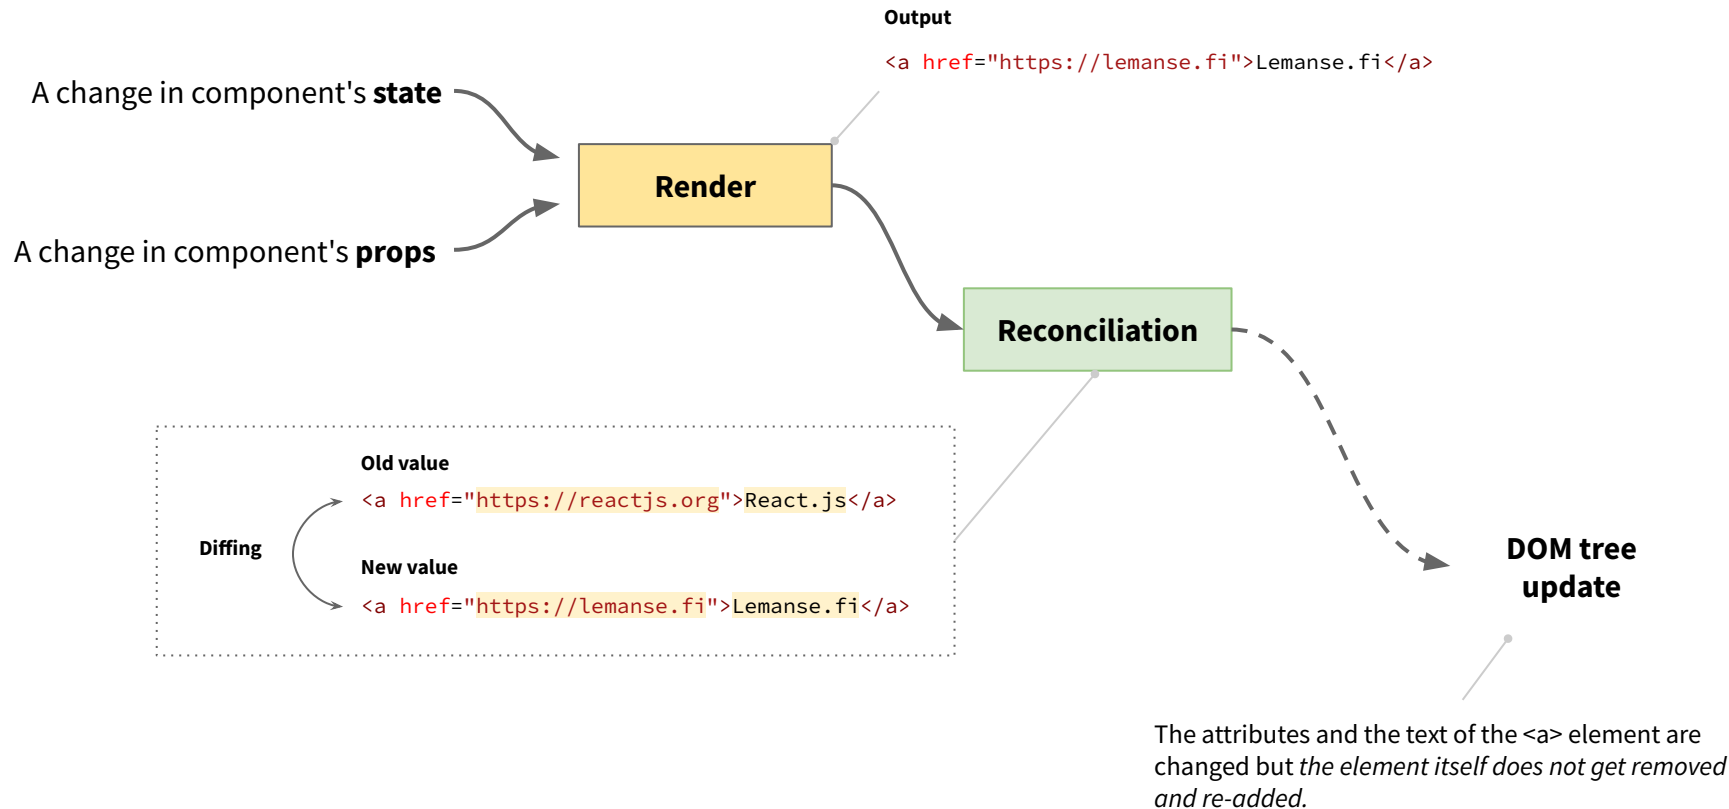 Output
<a href="https://lemanse.fi">Lemanse.fi</a>
A change in component's state
Render
A change in component's props
Reconciliation
Old value
<a href="https://reactjs.org">React.js</a>
Diffing
New value
<a href="https://lemanse.fi">Lemanse.fi</a>
DOM tree
update
The attributes and the text of the <a> element are
changed but the element itself does not get removed
and re-added.